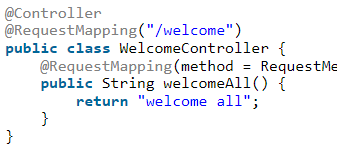 @Controller
@RequestMapping("/welcome")
public class WelcomeController {
@RequestMapping(method = RequestMe
public String welcomeAll() {
return "welcome all";
}
}